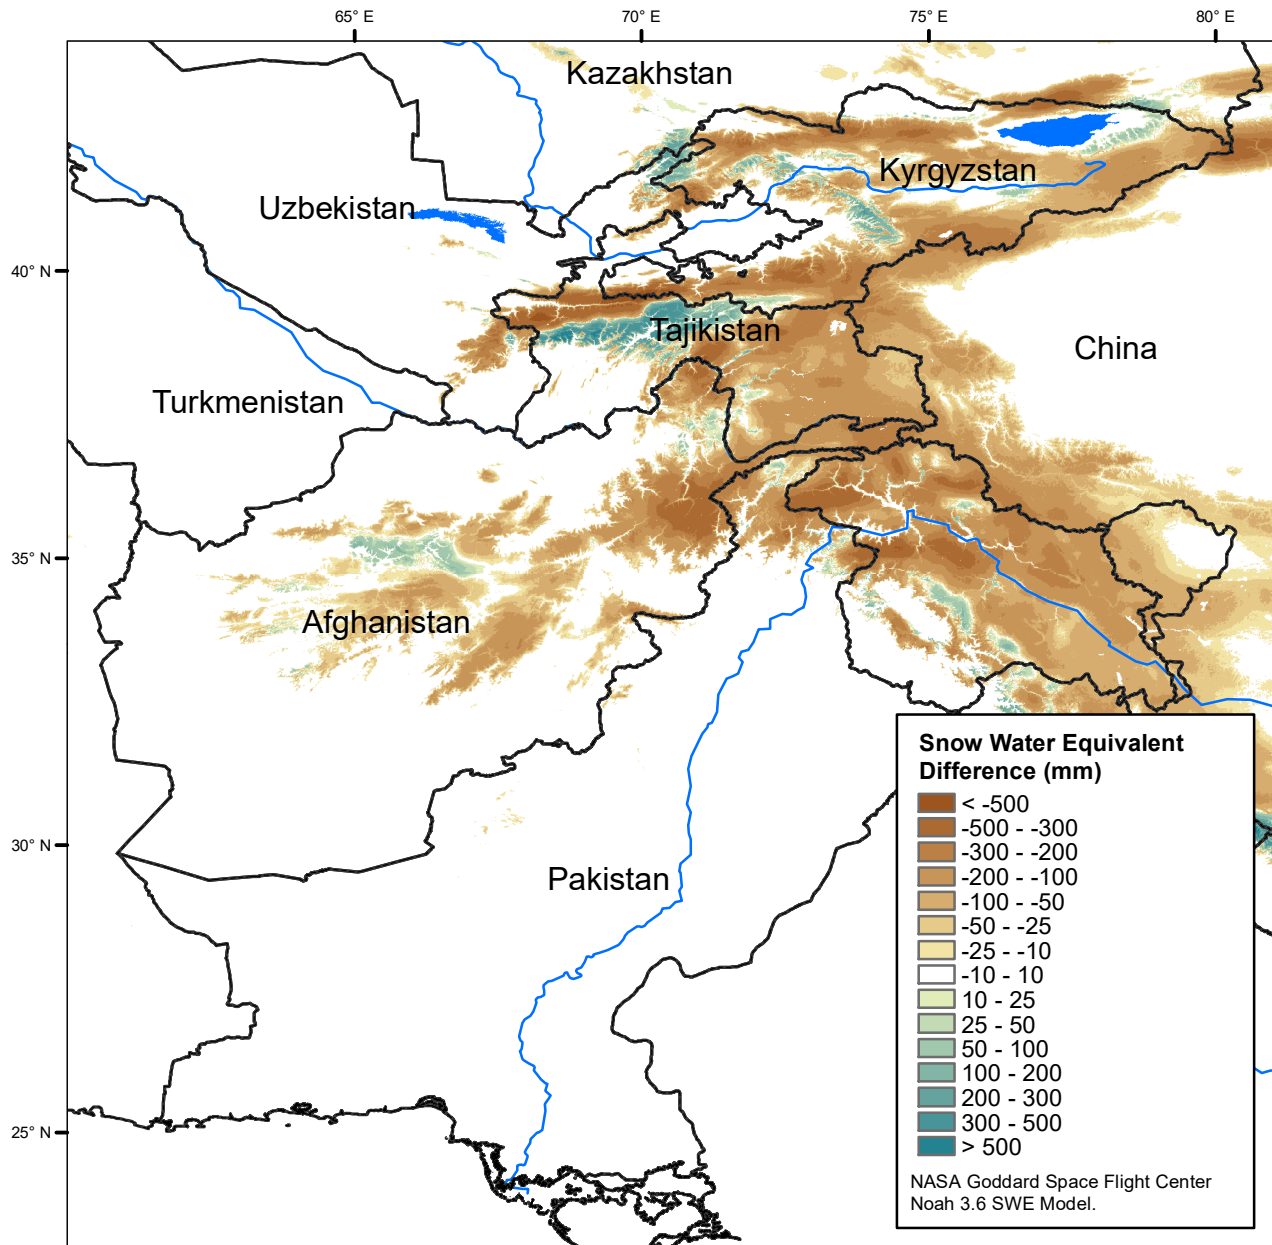 65° E 70° E 75° E 80° E
Kazakhstan
Kyrgyzstan
Uzbekistan
40° N
Tajikistan
China
Turkmenistan
35° N
Afghanistan
Snow Water Equivalent
Difference (mm)
< -500
-500 - -300
-300 - -200
-200 - -100
-100 - -50
-50 - -25
-25 - -10
-10 - 10
10 - 25
25 - 50
50 - 100
100 - 200
200 - 300
300 - 500
> 500
NASA Goddard Space Flight Center
Noah 3.6 SWE Model.
30° N
Pakistan
25° N